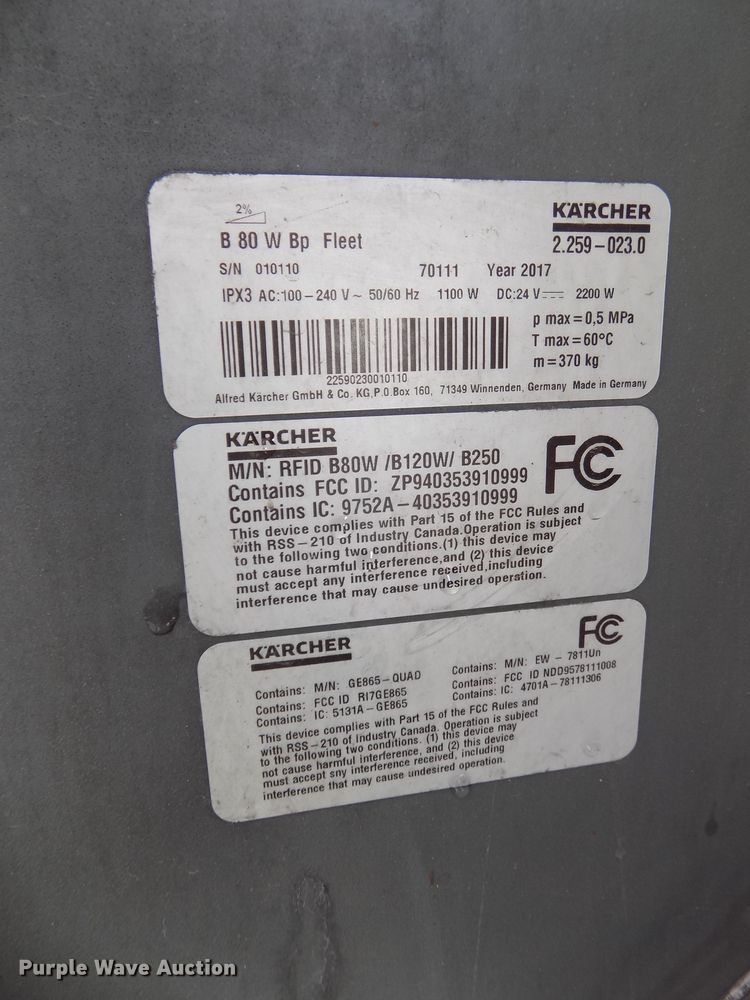 2%
KÄRCHER
B 80 W Bp Fleet
2.259-023.0
S/N 010110 70111 Year 2017
IPX3 AC:100-240 V~ 50/60 Hz 1100 W DC:24 V⎓ 2200 W
p max=0,5 MPa
T max=60°C
m=370 kg
22590230010110
Alfred Kärcher GmbH & Co. KG,P.O.Box 160, 71349 Winnenden, Germany Made in Germany
KÄRCHER
FC
M/N: RFID B80W /B120W/ B250
Contains FCC ID: ZP940353910999
Contains IC: 9752A-40353910999
This device complies with Part 15 of the FCC Rules and
with RSS-210 of Industry Canada.Operation is subject
to the following two conditions.(1) this device may
not cause harmful interference,and (2) this device
must accept any interference received,including
interference that may cause undesired operation.
KÄRCHER
FC
Contains: M/N: GE865-QUAD Contains: M/N: EW - 7811Un
Contains: FCC ID RI7GE865 Contains: FCC ID NDD9578111008
Contains: IC: 5131A-GE865 Contains: IC: 4701A-78111306
This device complies with Part 15 of the FCC Rules and
with RSS-210 of Industry Canada. Operation is subject
to the following two conditions. (1) this device may
not cause harmful interference, and (2) this device
must accept any interference received, including
interference that may cause undesired operation.
Purple Wave Auction